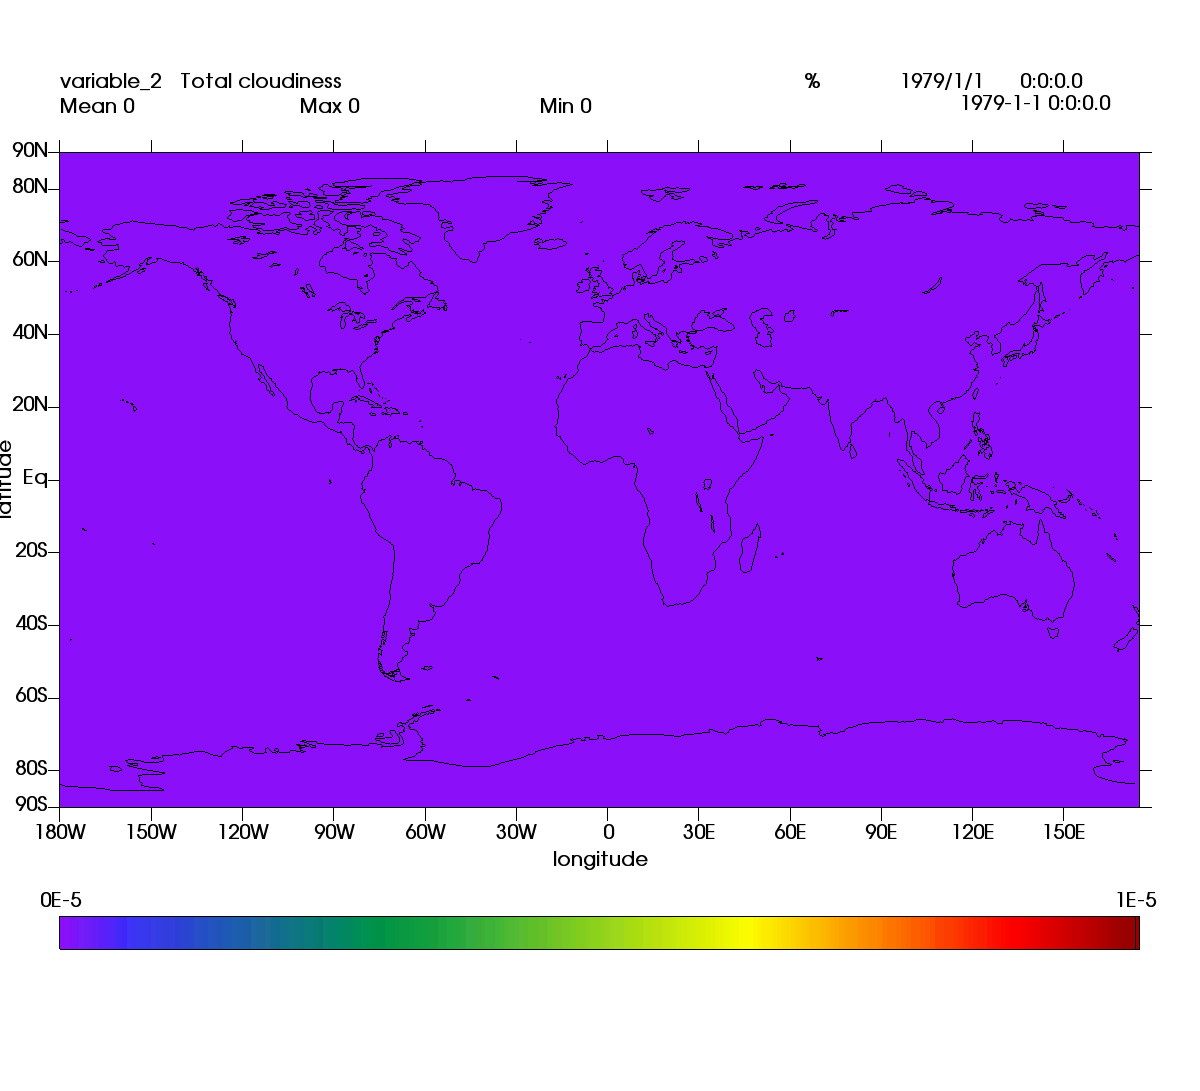 variable_2 Total cloudiness % 1979/1/1 0:0:0.0
Mean 0 Max 0 Min 0 1979-1-1 0:0:0.0
90N
80N
60N
40N
20N
Eq
20S
40S
60S
80S
90S
latitude
180W 150W 120W 90W 60W 30W 0 30E 60E 90E 120E 150E
longitude
0E-5 1E-5